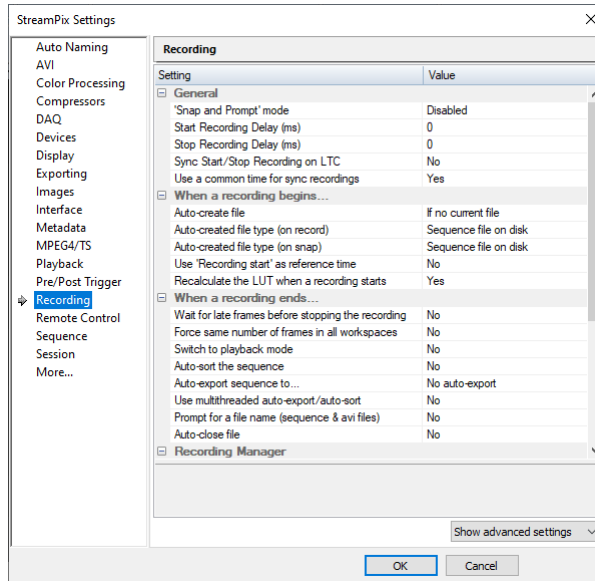 StreamPix Settings
Auto Naming
AVI
Color Processing
Compressors
DAQ
Devices
Display
Exporting
Images
Interface
Metadata
MPEG4/TS
Playback
Pre/Post Trigger
Recording
Remote Control
Sequence
Session
More...
Recording
Setting Value
General
'Snap and Prompt' mode Disabled
Start Recording Delay (ms) 0
Stop Recording Delay (ms) 0
Sync Start/Stop Recording on LTC No
Use a common time for sync recordings Yes
When a recording begins...
Auto-create file If no current file
Auto-created file type (on record) Sequence file on disk
Auto-created file type (on snap) Sequence file on disk
Use 'Recording start' as reference time No
Recalculate the LUT when a recording starts Yes
When a recording ends...
Wait for late frames before stopping the recording No
Force same number of frames in all workspaces No
Switch to playback mode No
Auto-sort the sequence No
Auto-export sequence to... No auto-export
Use multithreaded auto-export/auto-sort No
Prompt for a file name (sequence & avi files) No
Auto-close file No
Recording Manager
Show advanced settings
OK Cancel